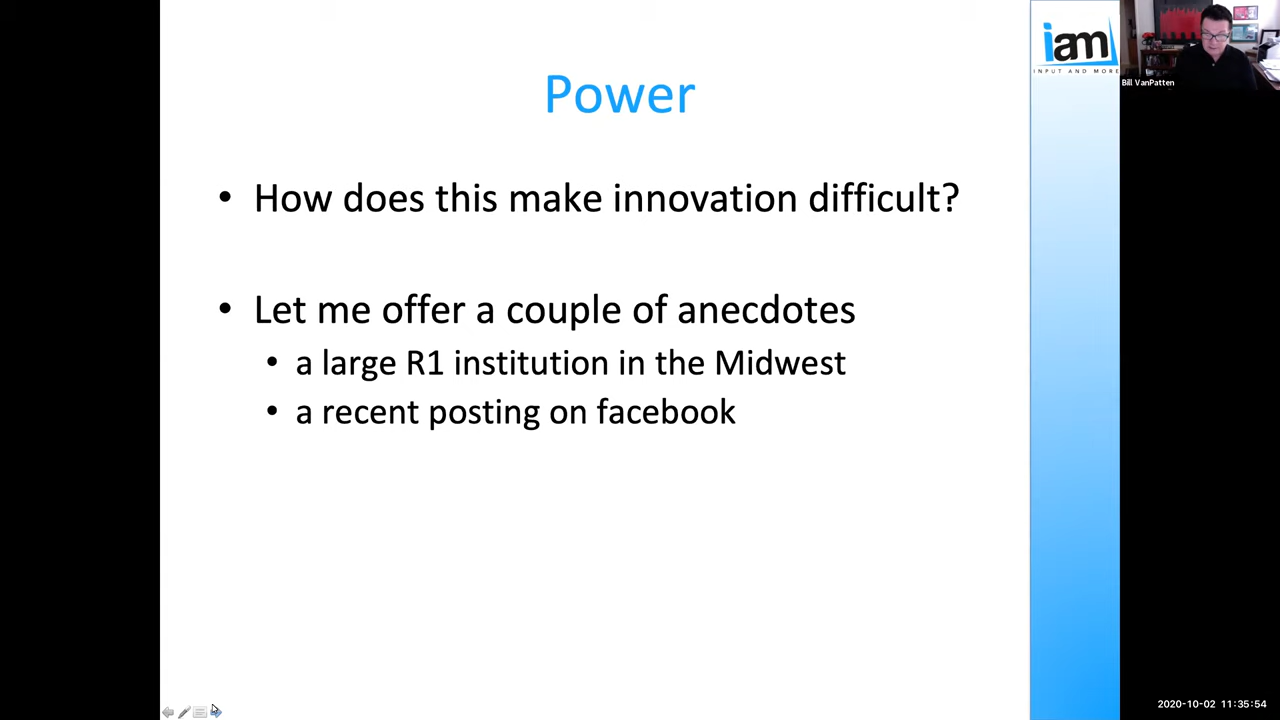 Power
• How does this make innovation difficult?
• Let me offer a couple of anecdotes
• a large R1 institution in the Midwest
• a recent posting on facebook
iam
INPUT AND MORE
Bill VanPatten
2020-10-02 11:35:54